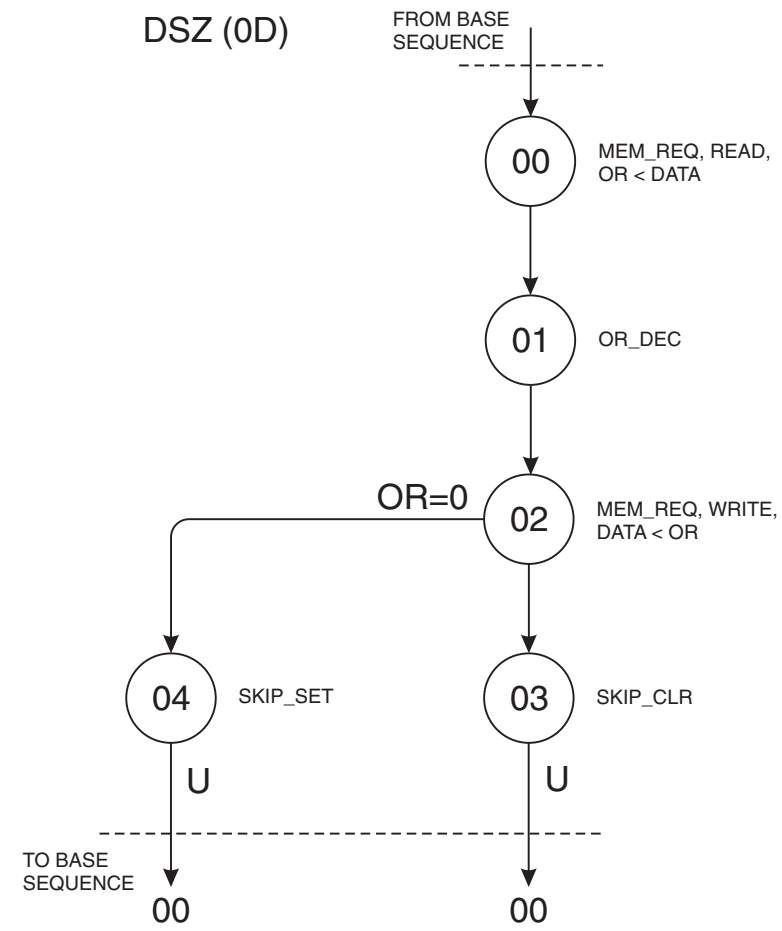 DSZ (0D)
FROM BASE
SEQUENCE
00
MEM_REQ, READ,
OR < DATA
01
OR_DEC
OR=0
02
MEM_REQ, WRITE,
DATA < OR
04
SKIP_SET
03
SKIP_CLR
U
U
TO BASE
SEQUENCE
00
00